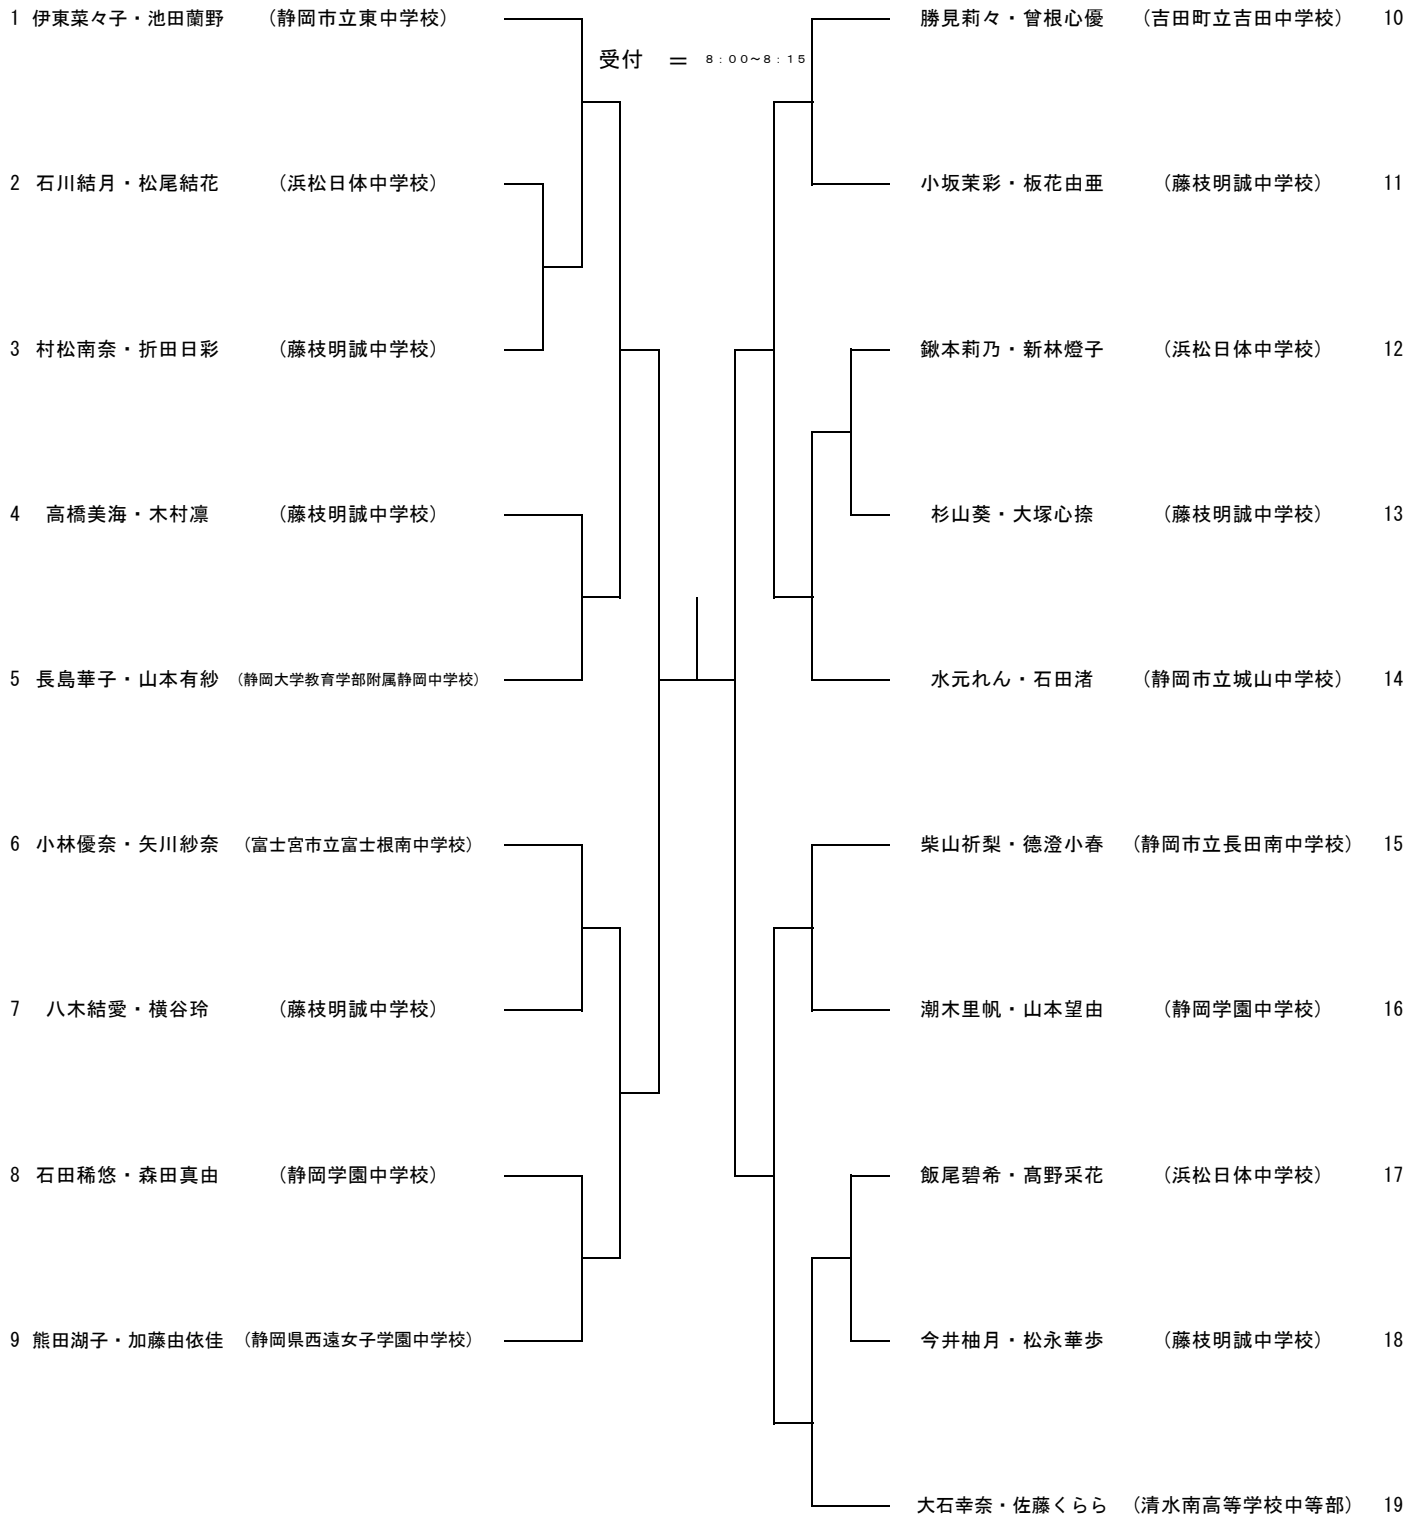 1 伊東菜々子・池田蘭野 （静岡市立東中学校）
受付 ＝ ８：００～８：１５
2 石川結月・松尾結花 （浜松日体中学校）
3 村松南奈・折田日彩 （藤枝明誠中学校）
4 高橋美海・木村凛 （藤枝明誠中学校）
5 長島華子・山本有紗 （静岡大学教育学部附属静岡中学校）
6 小林優奈・矢川紗奈 （富士宮市立富士根南中学校）
7 八木結愛・横谷玲 （藤枝明誠中学校）
8 石田稀悠・森田真由 （静岡学園中学校）
9 熊田湖子・加藤由依佳 （静岡県西遠女子学園中学校）
勝見莉々・曾根心優 （吉田町立吉田中学校） 10
小坂茉彩・板花由亜 （藤枝明誠中学校） 11
鍬本莉乃・新林燈子 （浜松日体中学校） 12
杉山葵・大塚心捺 （藤枝明誠中学校） 13
水元れん・石田渚 （静岡市立城山中学校） 14
柴山祈梨・德澄小春 （静岡市立長田南中学校） 15
潮木里帆・山本望由 （静岡学園中学校） 16
飯尾碧希・髙野采花 （浜松日体中学校） 17
今井柚月・松永華歩 （藤枝明誠中学校） 18
大石幸奈・佐藤くらら （清水南高等学校中等部） 19